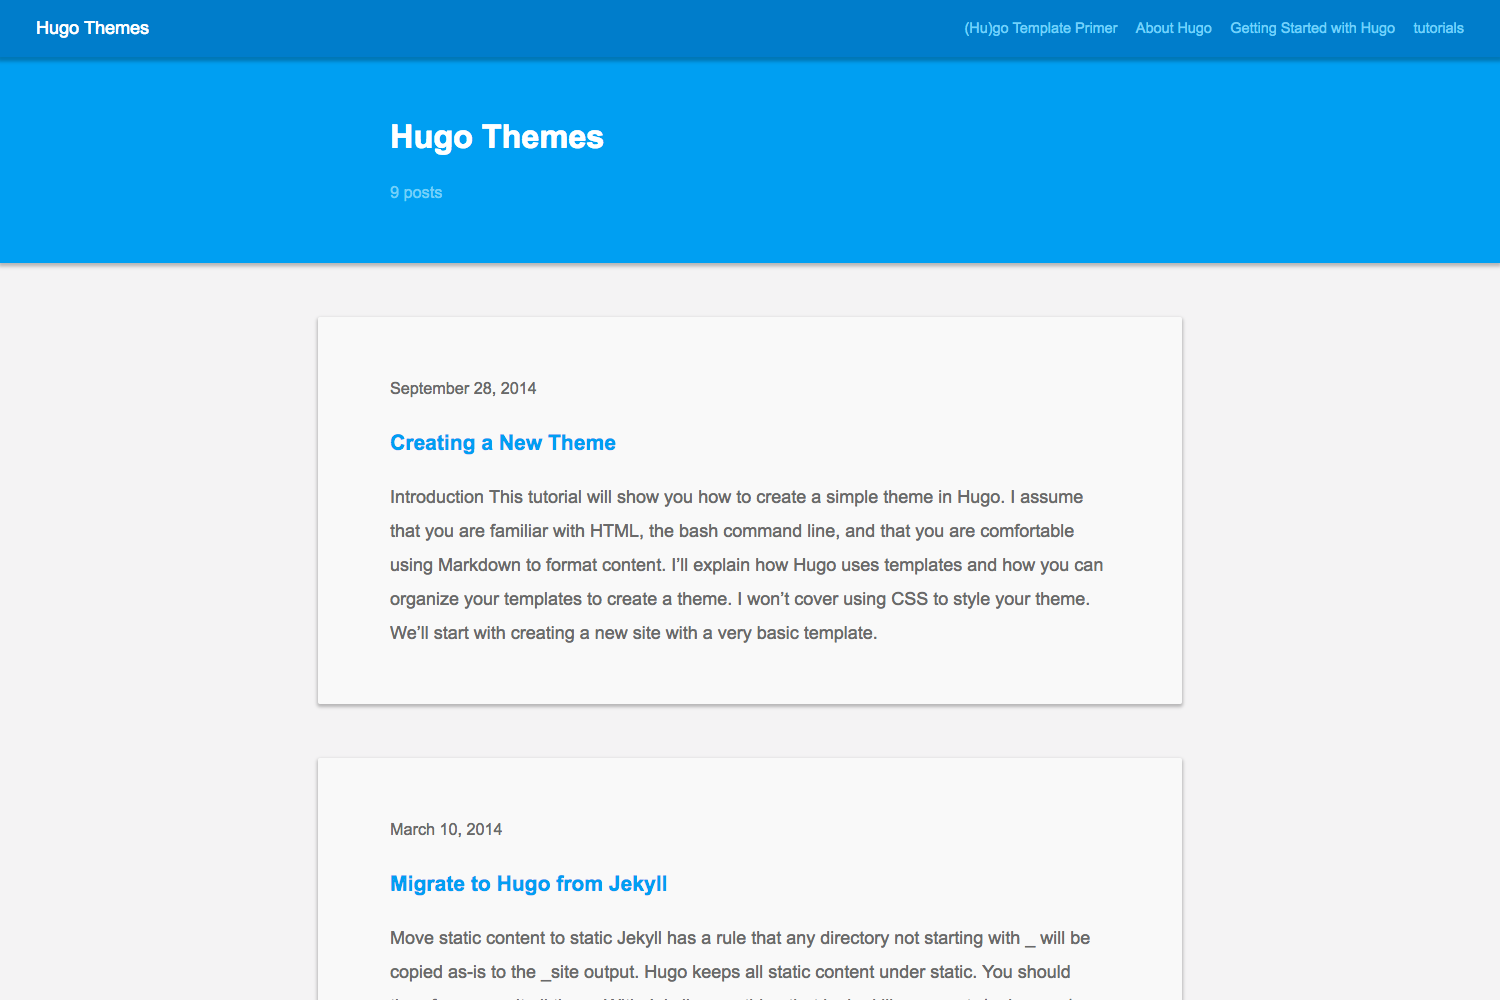 Hugo Themes
(Hu)go Template Primer About Hugo Getting Started with Hugo tutorials
Hugo Themes
9 posts
September 28, 2014
Creating a New Theme
Introduction This tutorial will show you how to create a simple theme in Hugo. I assume
that you are familiar with HTML, the bash command line, and that you are comfortable
using Markdown to format content. I’ll explain how Hugo uses templates and how you can
organize your templates to create a theme. I won’t cover using CSS to style your theme.
We’ll start with creating a new site with a very basic template.
March 10, 2014
Migrate to Hugo from Jekyll
Move static content to static Jekyll has a rule that any directory not starting with _ will be
copied as-is to the _site output. Hugo keeps all static content under static. You should